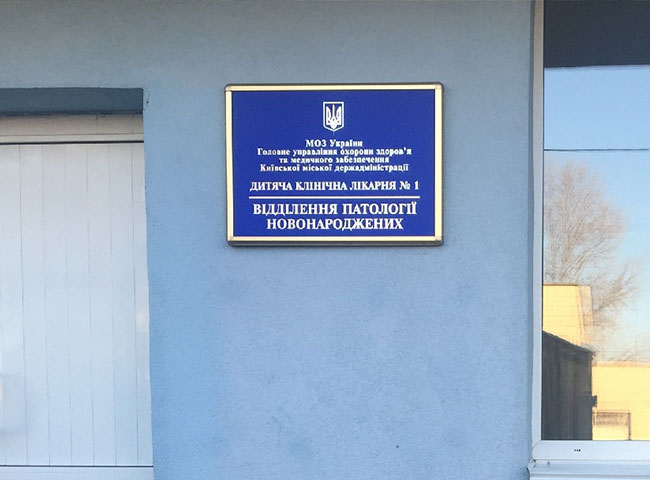 МОЗ України
Головне управління охорони здоров'я
та медичного забезпечення
Київської міської держадміністрації
ДИТЯЧА КЛІНІЧНА ЛІКАРНЯ № 1
ВІДДІЛЕННЯ ПАТОЛОГІЇ
НОВОНАРОДЖЕНИХ